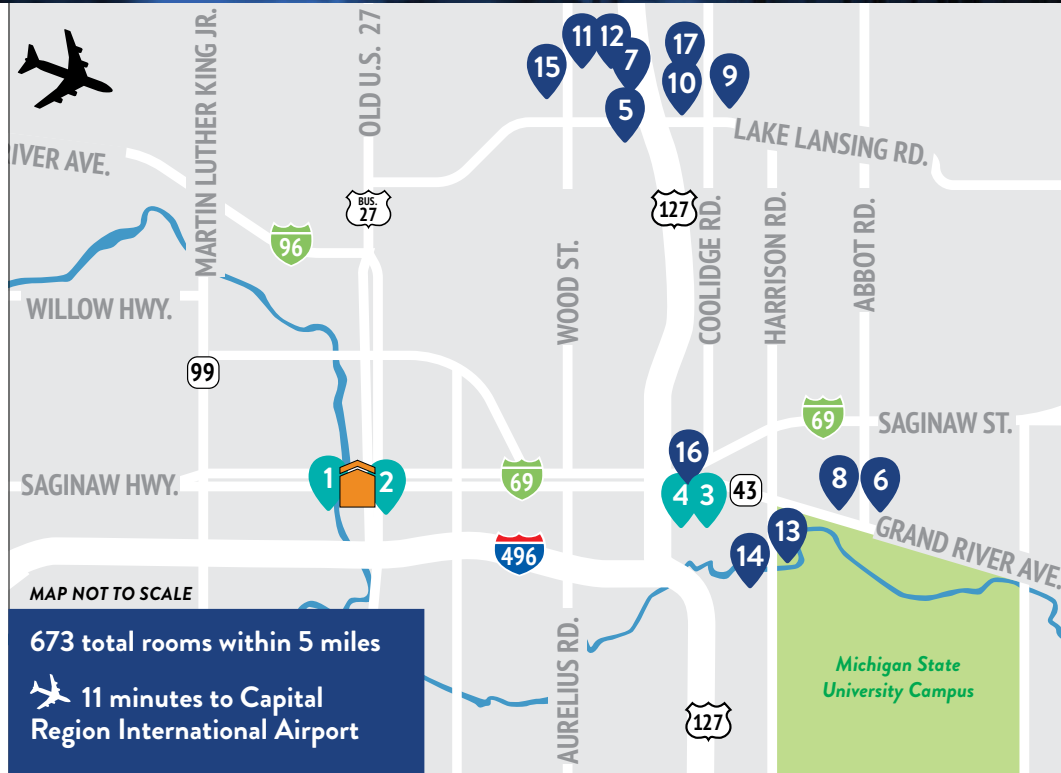 MARTIN LUTHER KING JR.
OLD U.S. 27
11
12
17
7
15
10
9
5
LAKE LANSING RD.
RIVER AVE.
BUS.
27
127
96
WOOD ST.
COOLIDGE RD.
HARRISON RD.
ABBOT RD.
WILLOW HWY.
99
69
SAGINAW ST.
16
1
2
SAGINAW HWY.
69
4
3
43
8
6
GRAND RIVER AVE.
13
14
496
MAP NOT TO SCALE
673 total rooms within 5 miles
11 minutes to Capital
Region International Airport
AURELIUS RD.
127
Michigan State
University Campus